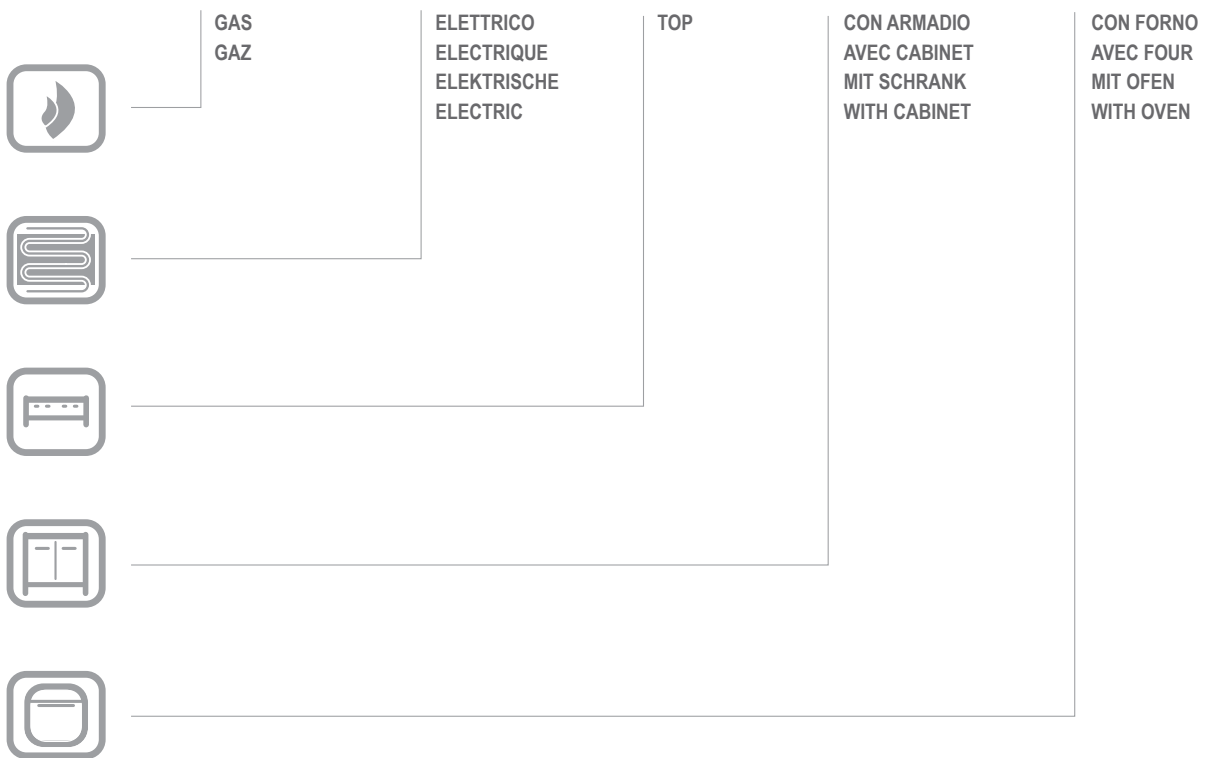 GAS
GAZ
ELETTRICO
ELECTRIQUE
ELEKTRISCHE
ELECTRIC
TOP
CON ARMADIO
AVEC CABINET
MIT SCHRANK
WITH CABINET
CON FORNO
AVEC FOUR
MIT OFEN
WITH OVEN